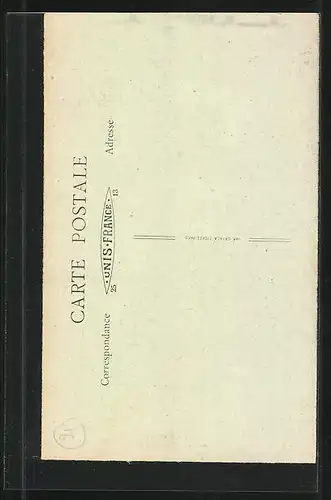 CARTE POSTALE
Correspondance
Adresse
25 · UNIS · FRANCE · 13